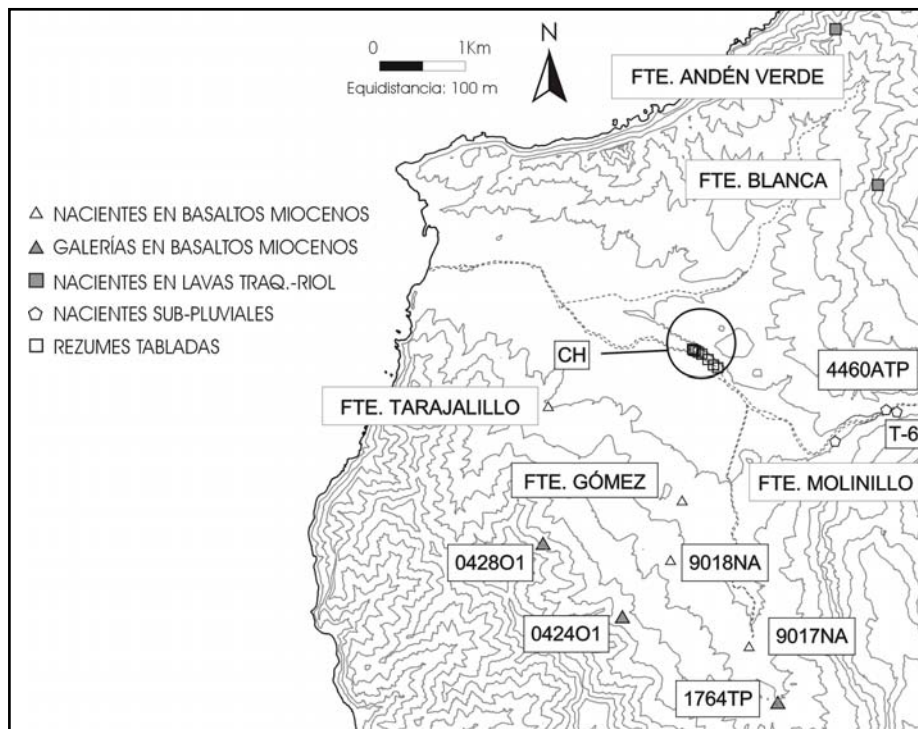 0 1Km
Equidistancia: 100 m
N
FTE. ANDÉN VERDE
FTE. BLANCA
NACIENTES EN BASALTOS MIOCENOS
GALERÍAS EN BASALTOS MIOCENOS
NACIENTES EN LAVAS TRAQ.-RIOL
NACIENTES SUB-PLUVIALES
REZUMES TABLADAS
CH
4460ATP
FTE. TARAJALILLO
T-6
FTE. GÓMEZ
FTE. MOLINILLO
0428O1
9018NA
0424O1
9017NA
1764TP